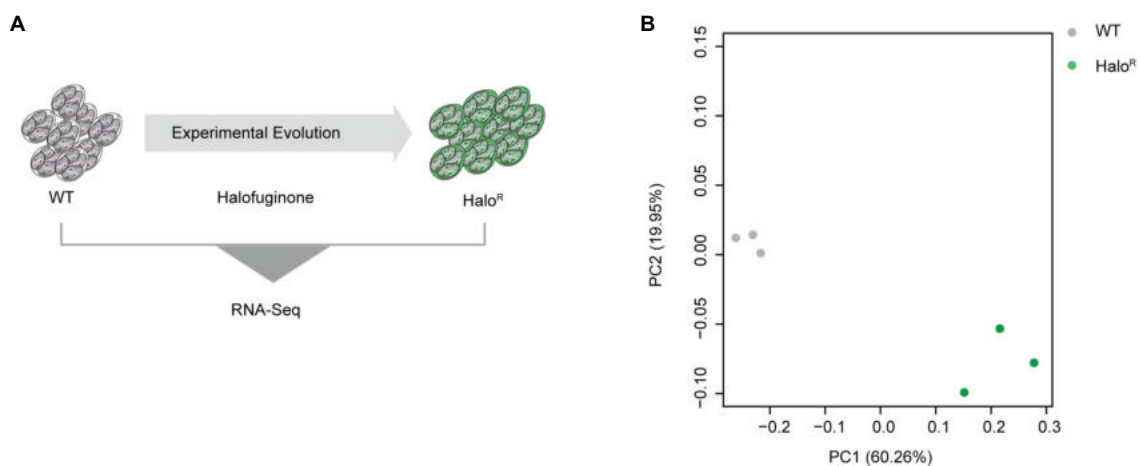 A
Experimental Evolution
WT
Halofuginone
Halo^R
RNA-Seq
B
WT
Halo^R
PC2 (19.95%)
0.15
0.10
0.05
0.00
−0.05
−0.10
−0.2
−0.1
0.0
0.1
0.2
0.3
PC1 (60.26%)